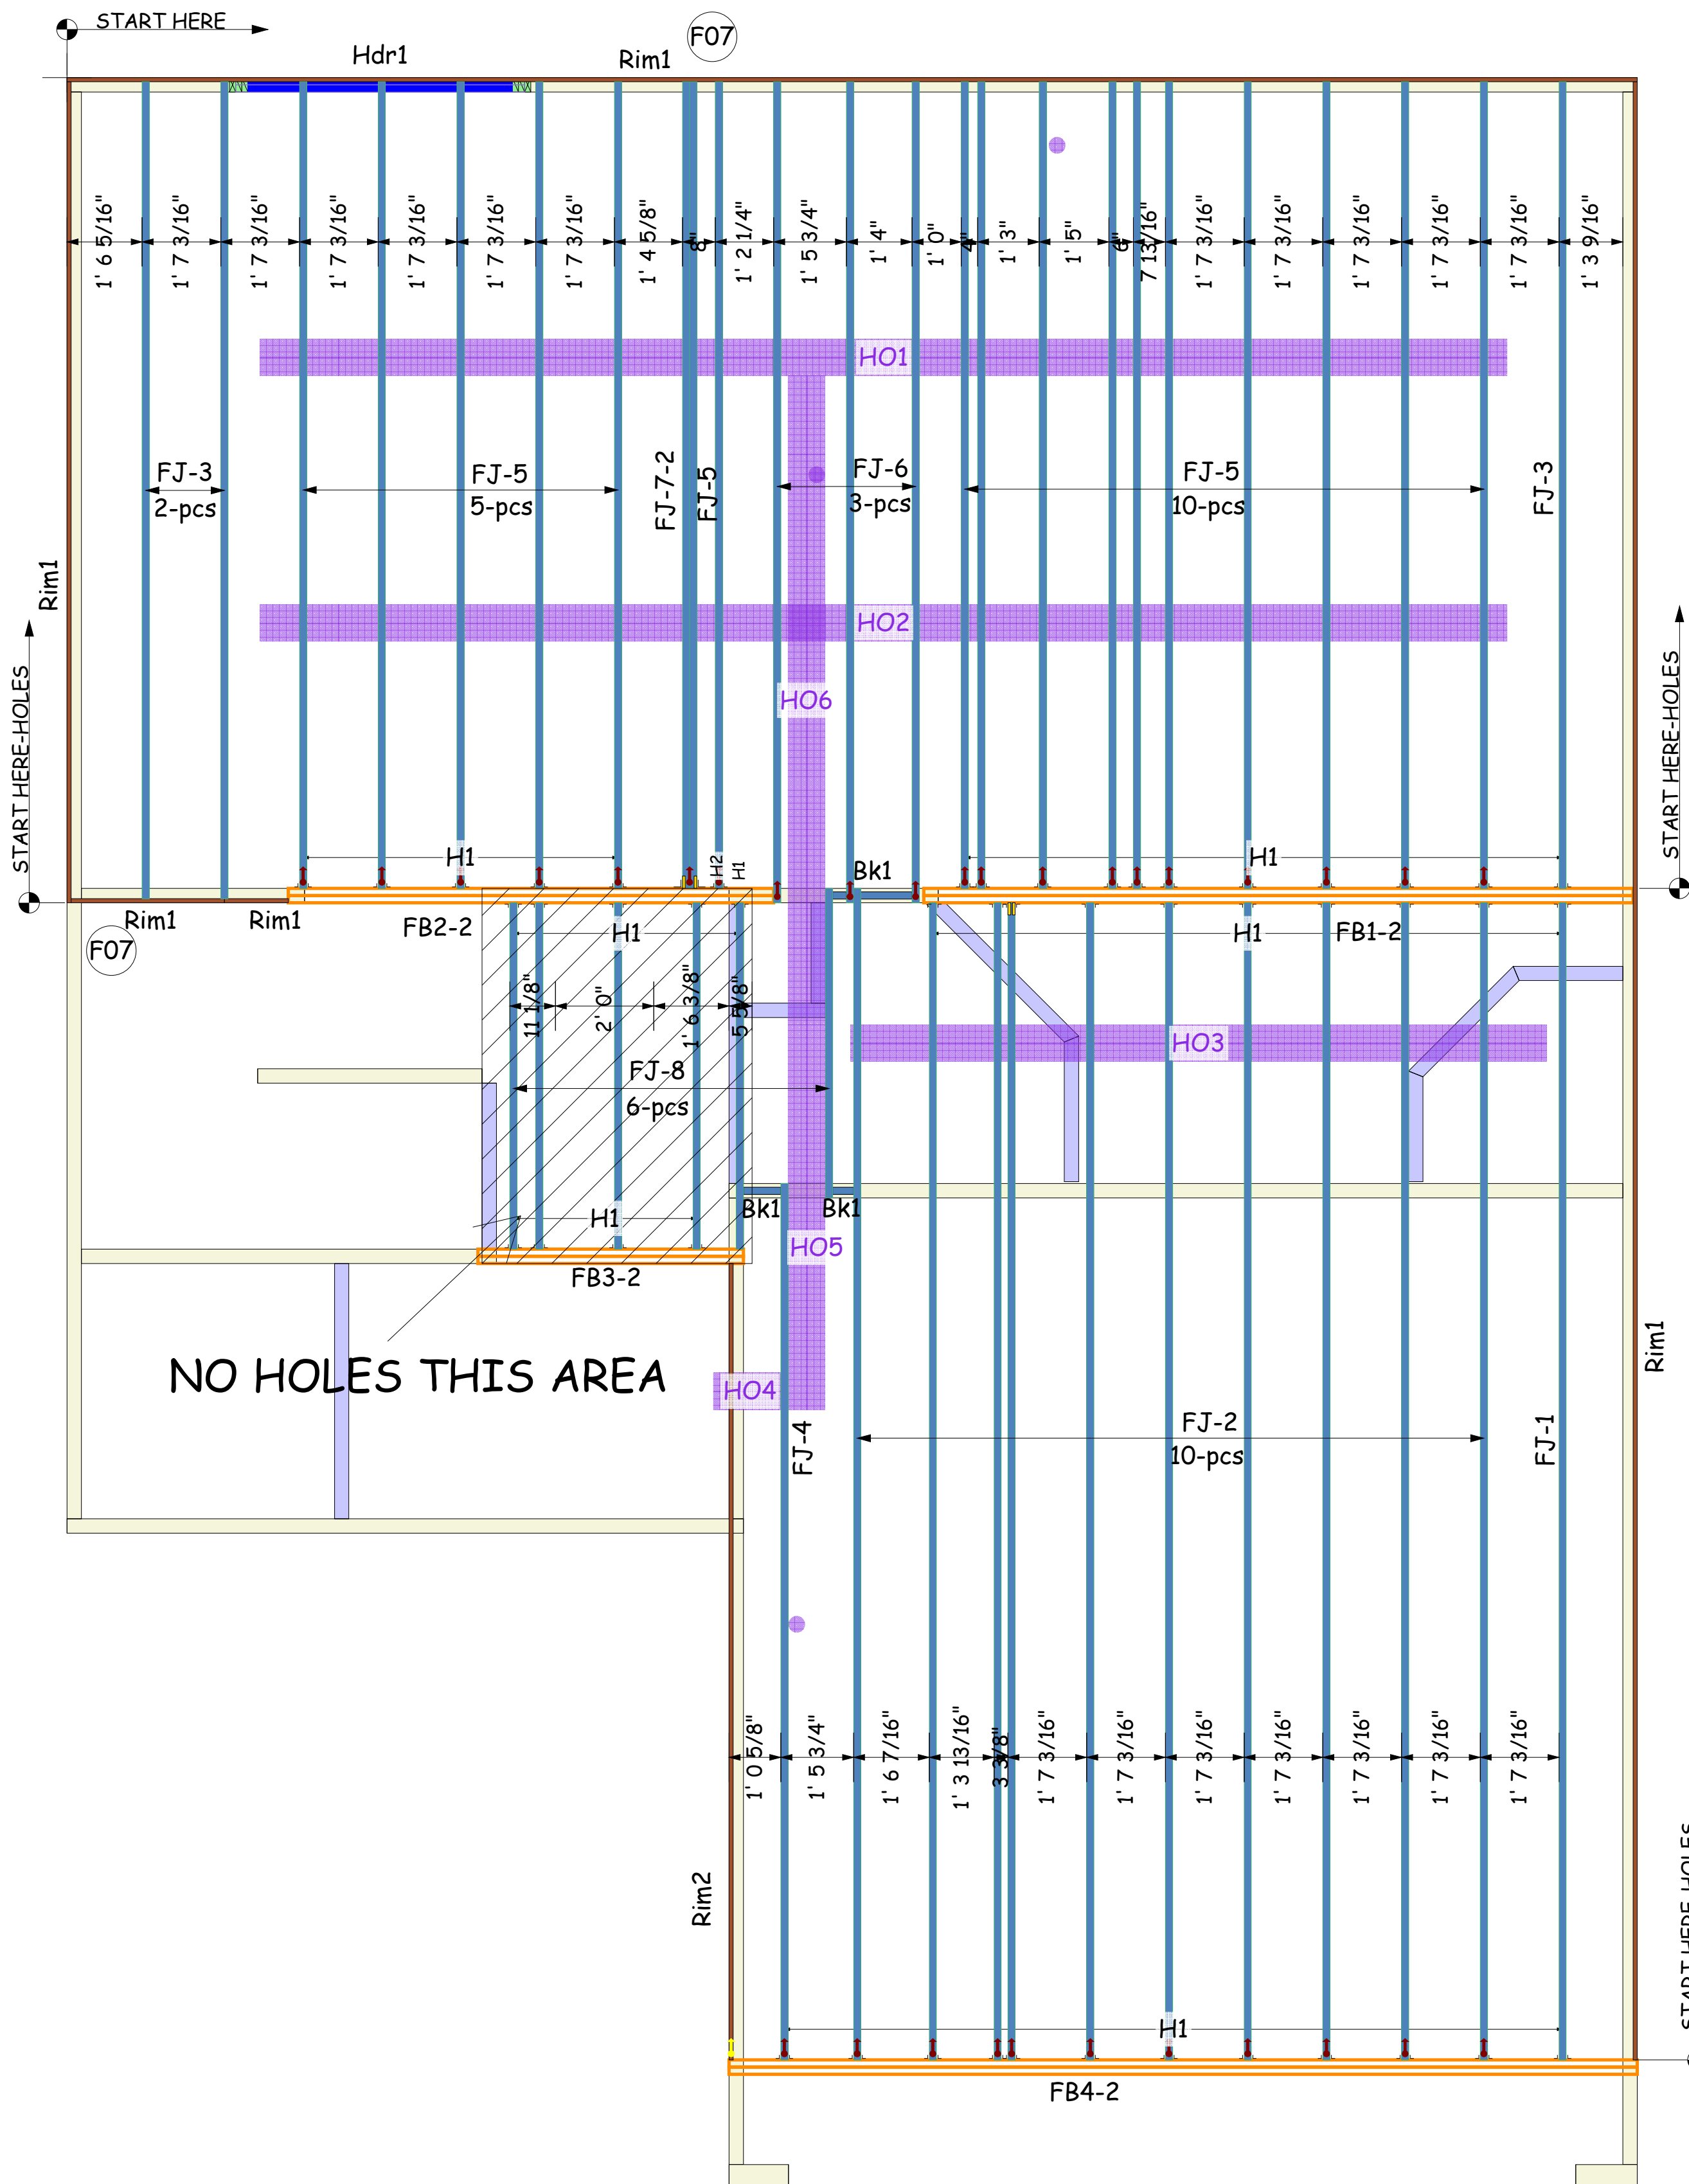 START HERE
F07
Hdr1
Rim1
1' 6 5/16"
1' 7 3/16"
1' 7 3/16"
1' 7 3/16"
1' 7 3/16"
1' 7 3/16"
1' 7 3/16"
1' 4 5/8"
8"
1' 2 1/4"
1' 5 3/4"
1' 4"
1' 0"
4"
1' 3"
1' 5"
6"
7 13/16"
1' 7 3/16"
1' 7 3/16"
1' 7 3/16"
1' 7 3/16"
1' 7 3/16"
1' 3 9/16"
HO1
FJ-3
2-pcs
FJ-5
5-pcs
FJ-7-2
FJ-5
FJ-6
3-pcs
FJ-5
10-pcs
FJ-3
Rim1
HO2
HO6
START HERE-HOLES
START HERE-HOLES
H1
H2
H1
Bk1
H1
Rim1
Rim1
FB2-2
H1
H1
FB1-2
F07
11 1/8"
2' 0"
1' 6 3/8"
5 5/8"
HO3
FJ-8
6-pcs
H1
Bk1
Bk1
HO5
FB3-2
NO HOLES THIS AREA
HO4
FJ-4
FJ-2
10-pcs
FJ-1
Rim1
1' 0 5/8"
1' 5 3/4"
1' 6 7/16"
1' 3 13/16"
3 3/8"
1' 7 3/16"
1' 7 3/16"
1' 7 3/16"
1' 7 3/16"
1' 7 3/16"
1' 7 3/16"
1' 7 3/16"
Rim2
START HERE-HOLES
H1
FB4-2